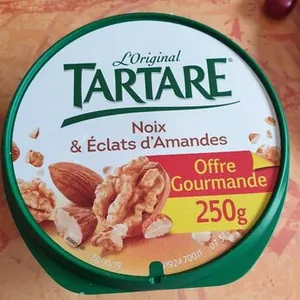 L'Original
TARTARE
Noix
& Éclats d'Amandes
Offre
Gourmande
250g